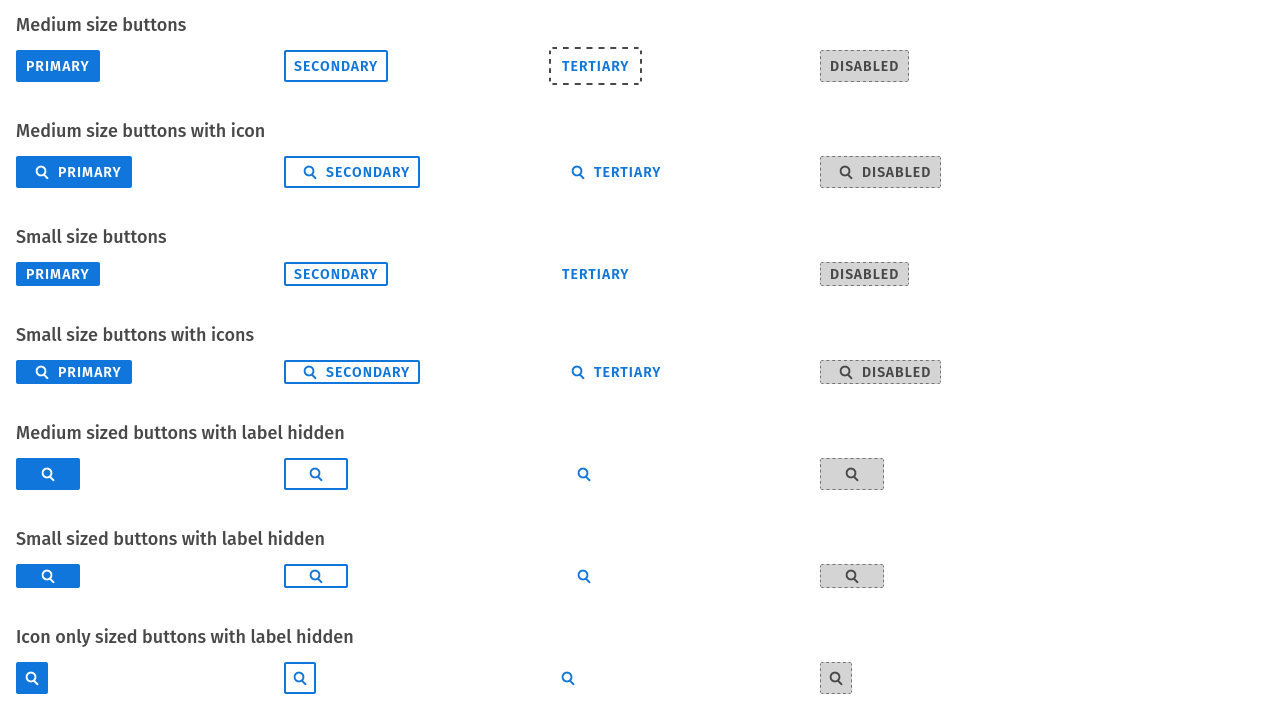 Medium size buttons
PRIMARY SECONDARY TERTIARY DISABLED
Medium size buttons with icon
PRIMARY SECONDARY TERTIARY DISABLED
Small size buttons
PRIMARY SECONDARY TERTIARY DISABLED
Small size buttons with icons
PRIMARY SECONDARY TERTIARY DISABLED
Medium sized buttons with label hidden
Small sized buttons with label hidden
Icon only sized buttons with label hidden